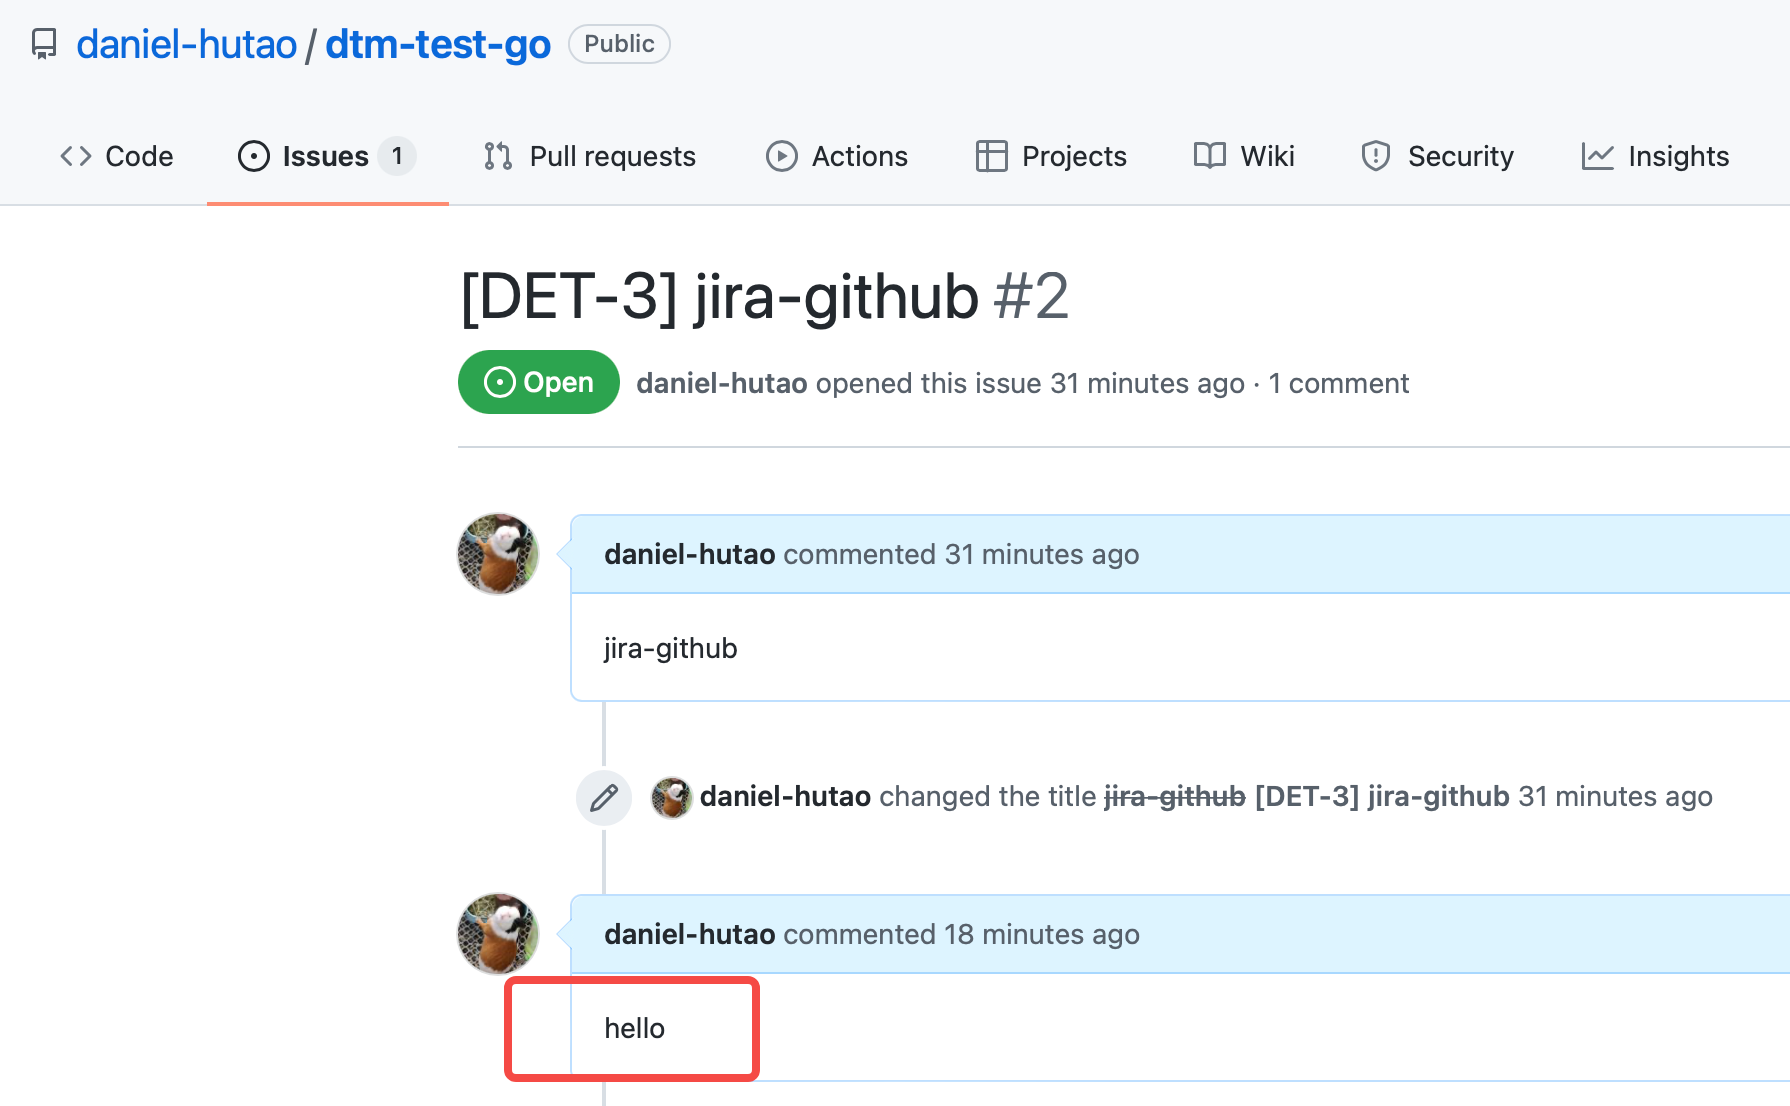 daniel-hutao / dtm-test-go Public
Code Issues 1 Pull requests Actions Projects Wiki Security Insights
[DET-3] jira-github #2
Open daniel-hutao opened this issue 31 minutes ago · 1 comment
daniel-hutao commented 31 minutes ago
jira-github
daniel-hutao changed the title jira-github [DET-3] jira-github 31 minutes ago
daniel-hutao commented 18 minutes ago
hello